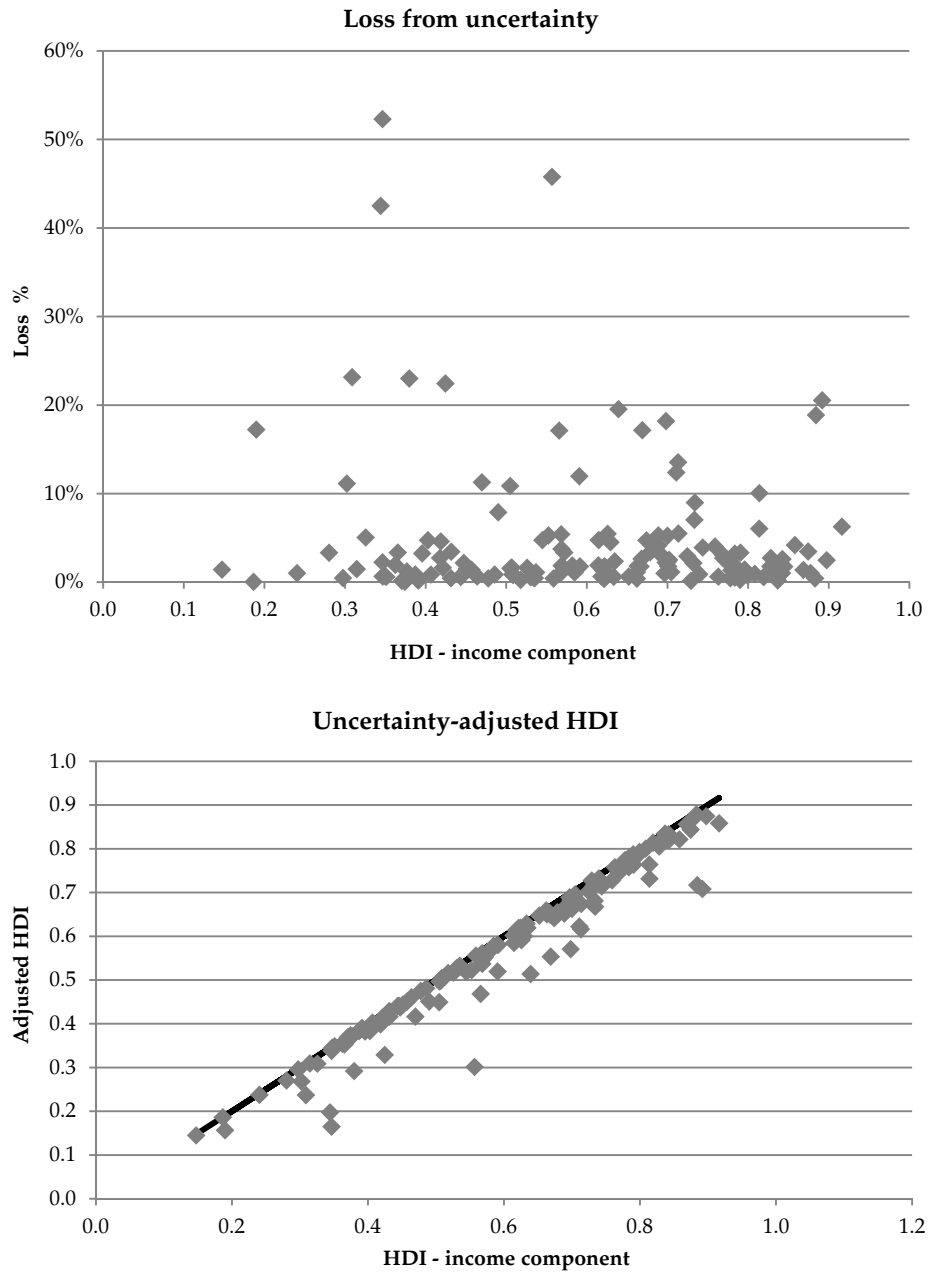 Loss from uncertainty
60%
50%
40%
30%
20%
10%
0%
Loss %
0.0 0.1 0.2 0.3 0.4 0.5 0.6 0.7 0.8 0.9 1.0
HDI - income component
Uncertainty-adjusted HDI
1.0
0.9
0.8
0.7
0.6
0.5
0.4
0.3
0.2
0.1
0.0
Adjusted HDI
0.0 0.2 0.4 0.6 0.8 1.0 1.2
HDI - income component